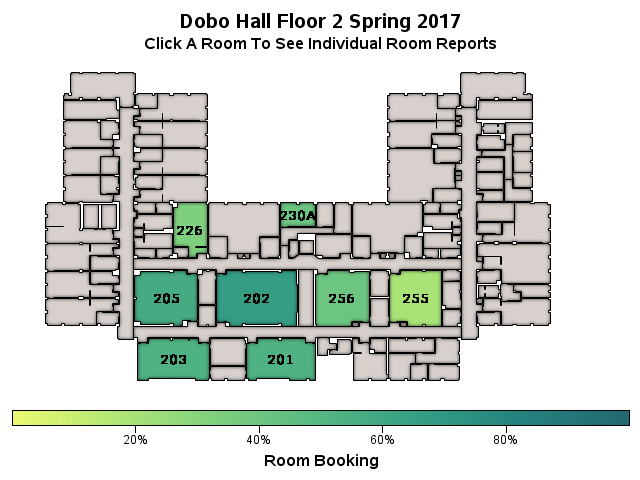 Dobo Hall Floor 2 Spring 2017
Click A Room To See Individual Room Reports
230A
226
205
202
256
255
203
201
20%
40%
60%
80%
Room Booking